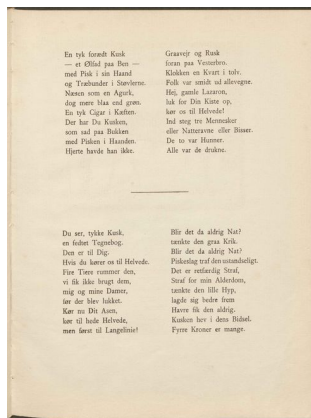 En tyk forædt Kusk
— et Ølfad paa Ben —
med Pisk i sin Haand
og Træbunder i Støvlerne.
Næsen som en Agurk,
dog mere blaa end grøn.
En tyk Cigar i Kæften.
Der har Du Kusken,
som sad paa Bukken
med Pisken i Haanden.
Hjerte havde han ikke.
Graavejr og Rusk
foran paa Vesterbro.
Klokken en Kvart i tolv.
Folk var smidt ud allevegne.
Hej, gamle Lazaron,
luk for Din Kiste op,
kør os til Helvede!
Ind steg tre Mennesker
eller Natteravne eller Bisser.
De to var Hunner.
Alle var de drukne.
Du ser, tykke Kusk,
en fedtet Tegnebog.
Den er til Dig.
Hvis du kører os til Helvede.
Fire Tiere rummer den,
vi fik ikke brugt dem,
mig og mine Damer,
før der blev lukket.
Kør nu Dit Asen,
kør til hede Helvede,
men først til Langelinie!
Blir det da aldrig Nat?
tænkte den graa Krik.
Blir det da aldrig Nat?
Piskeslag traf den ustandseligt.
Det er retfærdig Straf,
Straf for min Alderdom,
tænkte den lille Hyp,
lagde sig bedre frem
Havre fik den aldrig.
Kusken hev i dens Bidsel.
Fyrre Kroner er mange.